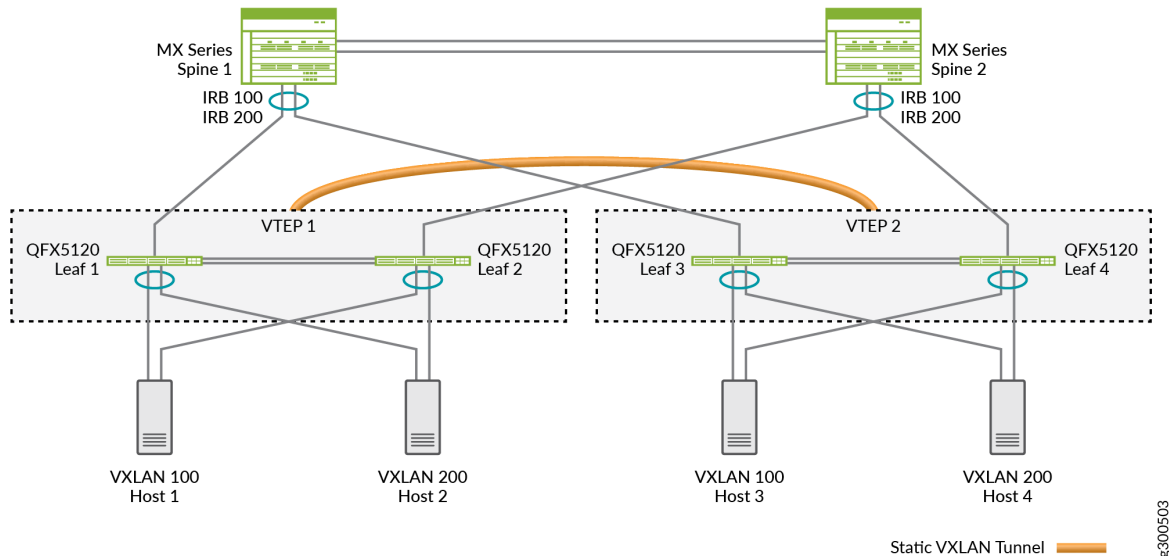 MX Series
Spine 1
MX Series
Spine 2
IRB 100
IRB 200
IRB 100
IRB 200
VTEP 1
VTEP 2
QFX5120
Leaf 1
QFX5120
Leaf 2
QFX5120
Leaf 3
QFX5120
Leaf 4
VXLAN 100
Host 1
VXLAN 200
Host 2
VXLAN 100
Host 3
VXLAN 200
Host 4
Static VXLAN Tunnel
g300503